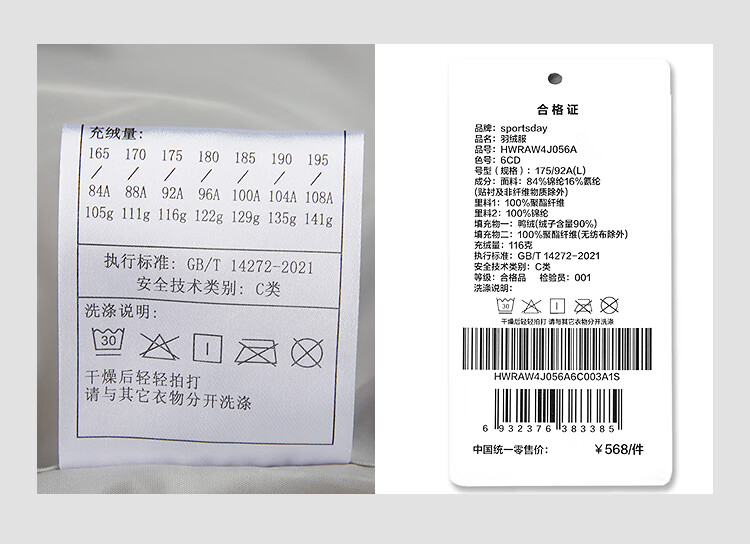 充绒量:
165 170 175 180 185 190 195
/ / / / / / /
84A 88A 92A 96A 100A 104A 108A
105g 111g 116g 122g 129g 135g 141g
执行标准: GB/T 14272-2021
安全技术类别: C类
洗涤说明:
30
干燥后轻轻拍打
请与其它衣物分开洗涤
合格证
品牌: sportsday
品名: 羽绒服
品号: HWRAW4J056A
色号: 6CD
号型（规格）: 175/92A(L)
成分: 面料: 84%锦纶16%氨纶
(贴衬及非纤维物质除外)
里料1: 100%聚酯纤维
里料2: 100%锦纶
填充物一: 鸭绒(绒子含量90%)
填充物二: 100%聚酯纤维(无纺布除外)
充绒量: 116克
执行标准: GB/T 14272-2021
安全技术类别: C类
等级: 合格品 检验员: 001
洗涤说明:
30
干燥后轻轻拍打 请与其它衣物分开洗涤
HWRAW4J056A6C003A1S
6 932376 383385
中国统一零售价: ￥568/件